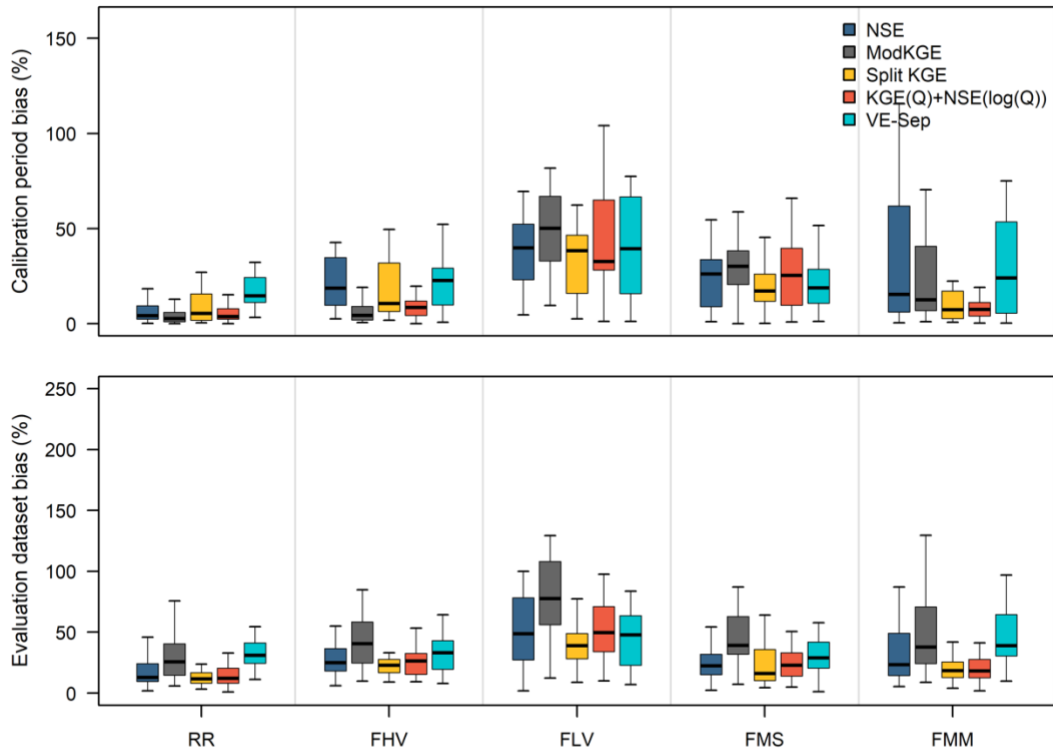 Calibration period bias (%)
150
100
50
0
NSE
ModKGE
Split KGE
KGE(Q)+NSE(log(Q))
VE-Sep
Evaluation dataset bias (%)
250
200
150
100
50
0
RR FHV FLV FMS FMM